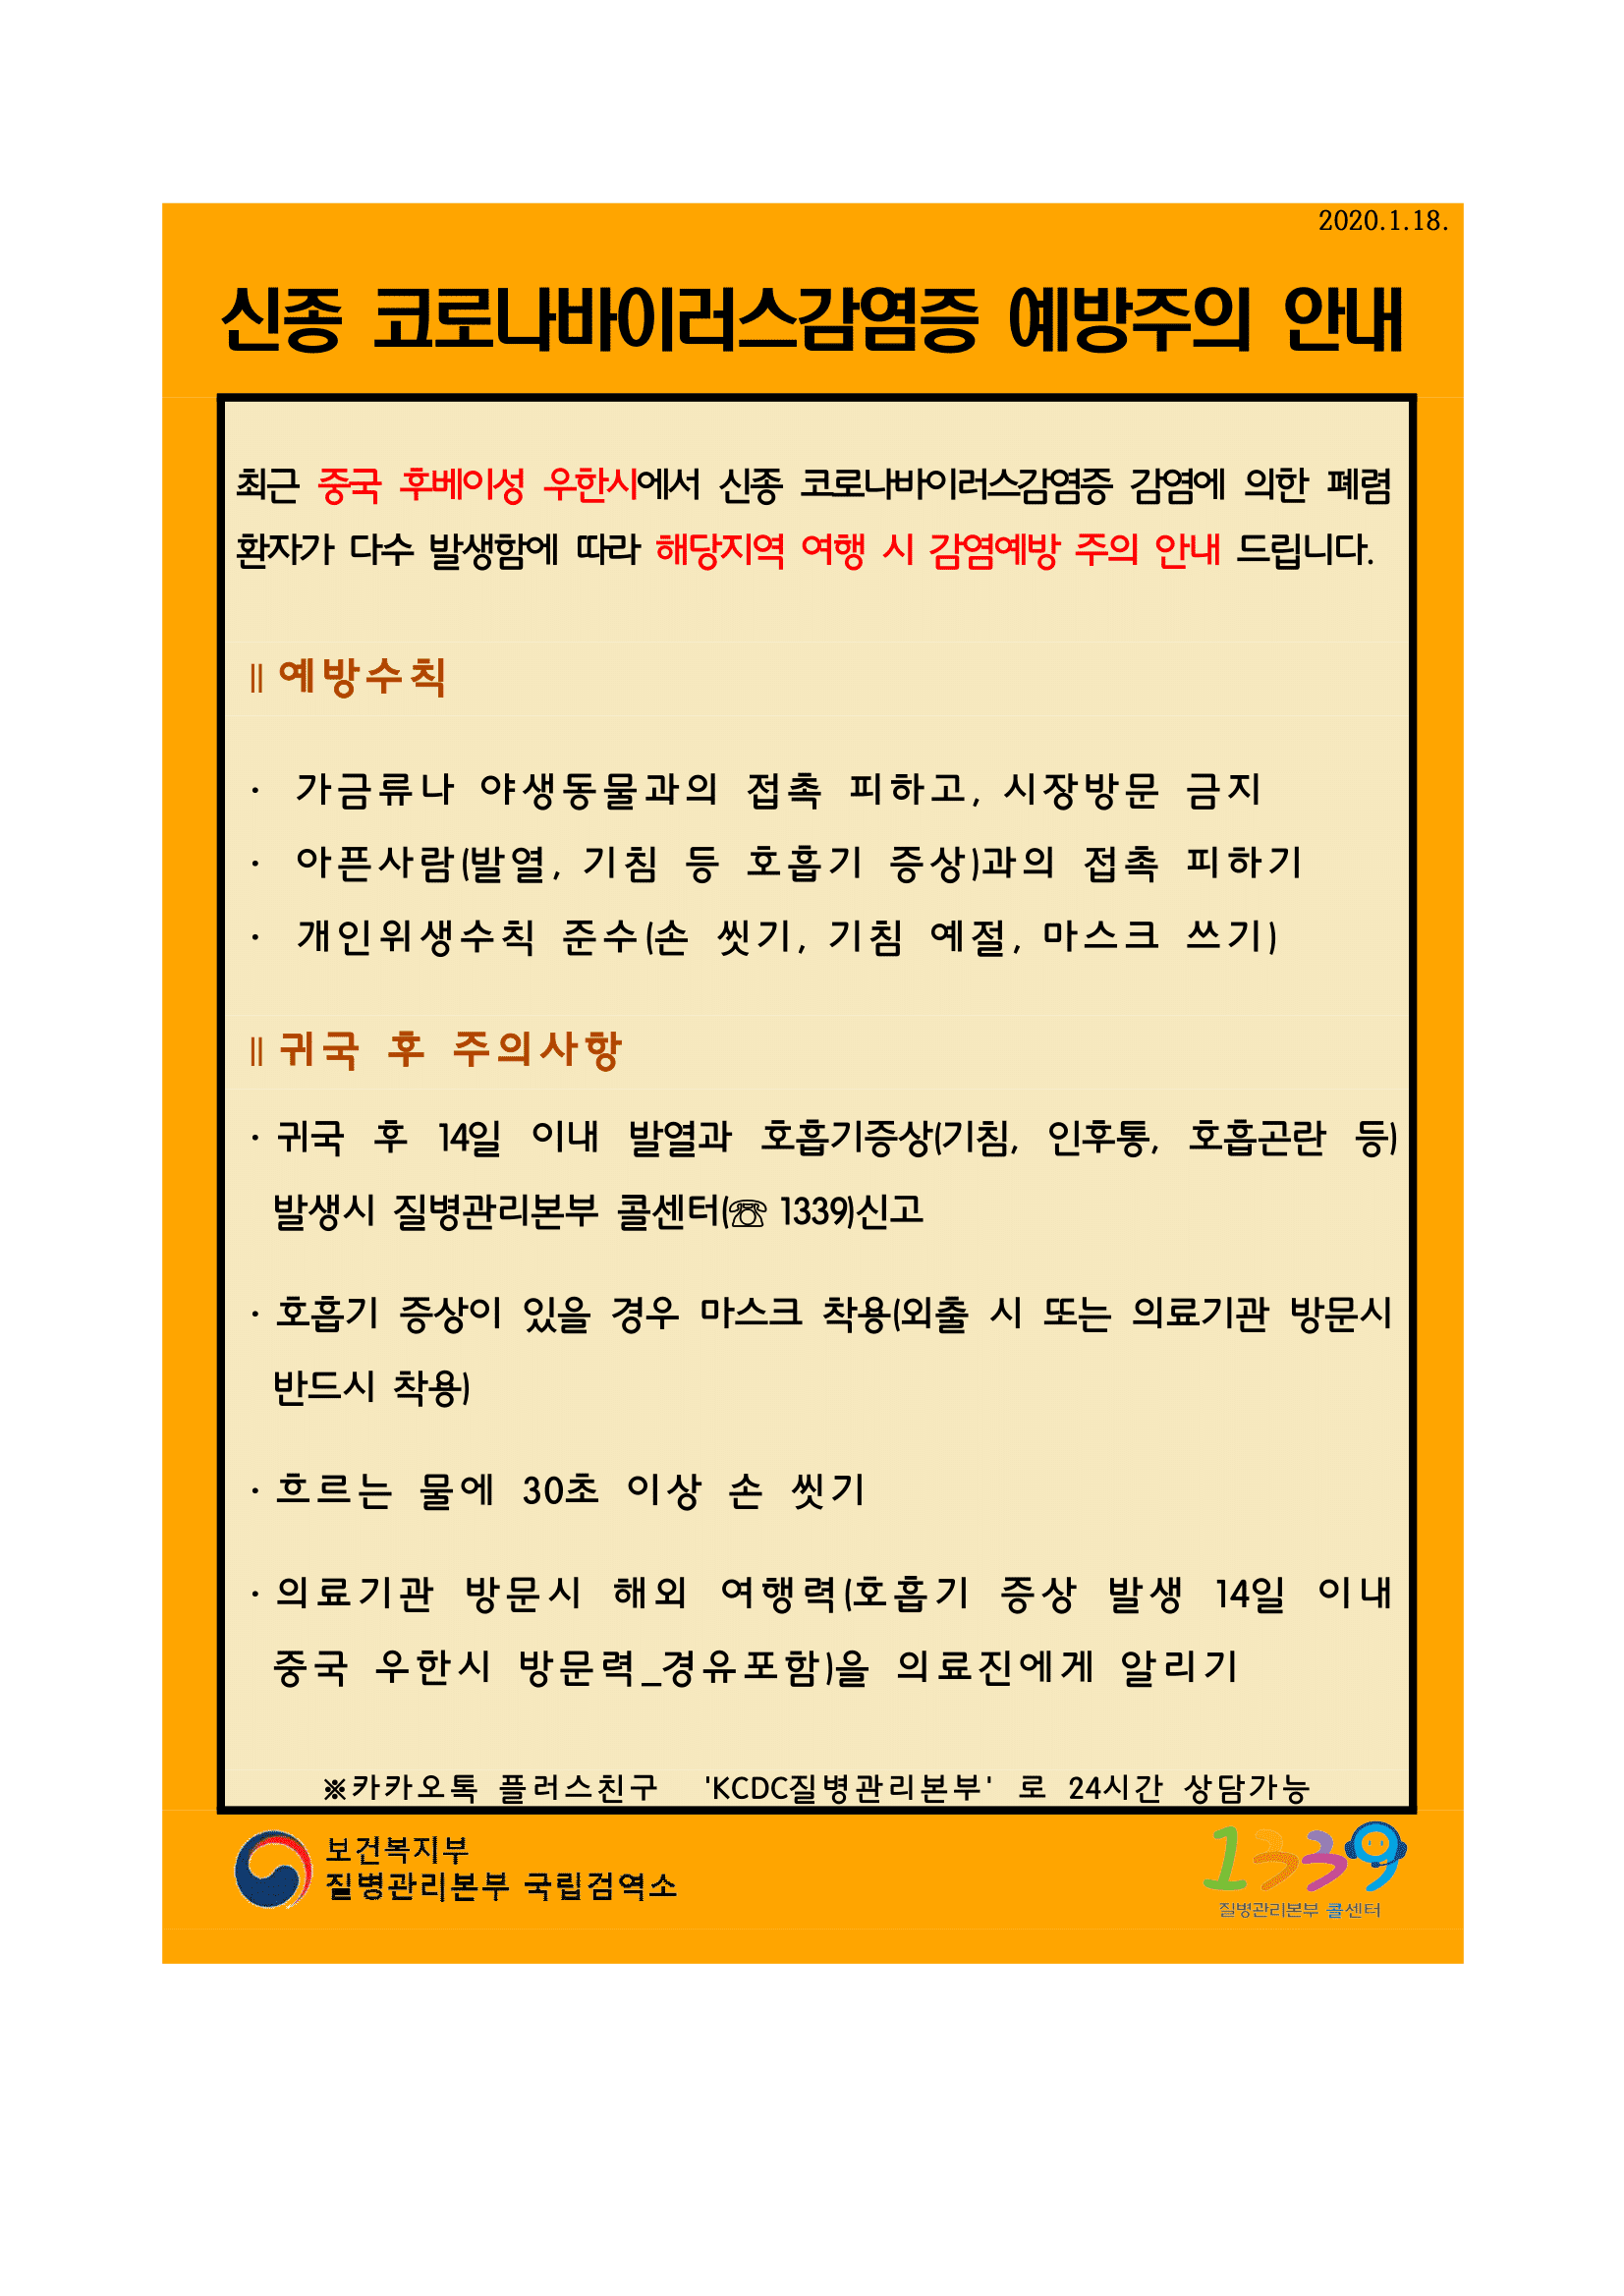 2020.1.18.
신종 코로나바이러스감염증 예방주의 안내
최근 중국 후베이성 우한시에서 신종 코로나바이러스감염증 감염에 의한 폐렴
환자가 다수 발생함에 따라 해당지역 여행 시 감염예방 주의 안내 드립니다.
‖ 예방수칙
· 가금류나 야생동물과의 접촉 피하고, 시장방문 금지
· 아픈사람(발열, 기침 등 호흡기 증상)과의 접촉 피하기
· 개인위생수칙 준수(손 씻기, 기침 예절, 마스크 쓰기)
‖ 귀국 후 주의사항
· 귀국 후 14일 이내 발열과 호흡기증상(기침, 인후통, 호흡곤란 등)
발생시 질병관리본부 콜센터(☏ 1339)신고
· 호흡기 증상이 있을 경우 마스크 착용(외출 시 또는 의료기관 방문시
반드시 착용)
· 흐르는 물에 30초 이상 손 씻기
· 의료기관 방문시 해외 여행력(호흡기 증상 발생 14일 이내
중국 우한시 방문력_경유포함)을 의료진에게 알리기
※카카오톡 플러스친구 'KCDC질병관리본부' 로 24시간 상담가능
보건복지부
질병관리본부 국립검역소
1339
질병관리본부 콜센터